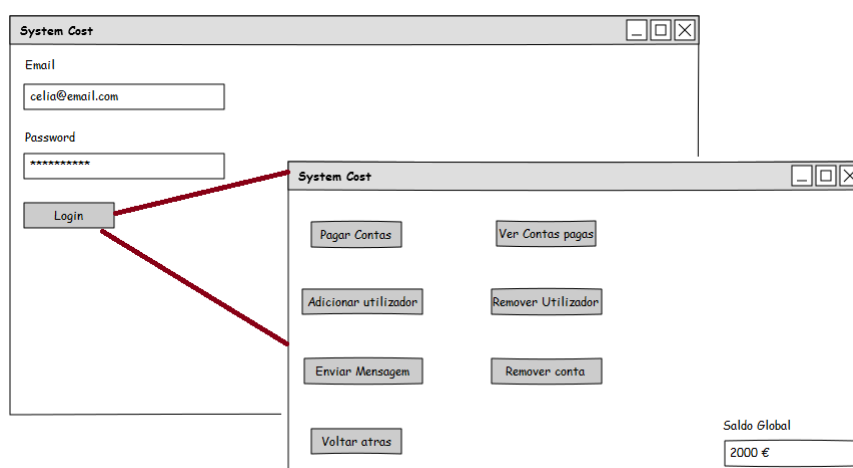 System Cost
Email
celia@email.com
Password
**********
Login
System Cost
Pagar Contas
Ver Contas pagas
Adicionar utilizador
Remover Utilizador
Enviar Mensagem
Remover conta
Voltar atras
Saldo Global
2000 €